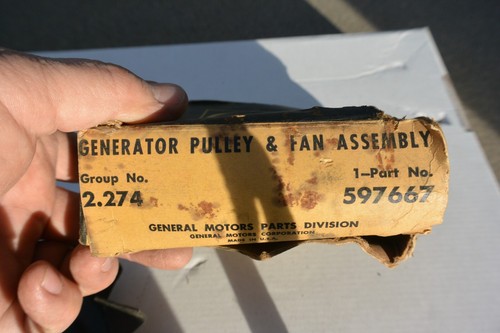 GENERATOR PULLEY & FAN ASSEMBLY
Group No. 1-Part No.
2.274 597667
GENERAL MOTORS PARTS DIVISION
GENERAL MOTORS CORPORATION
MADE IN U.S.A.